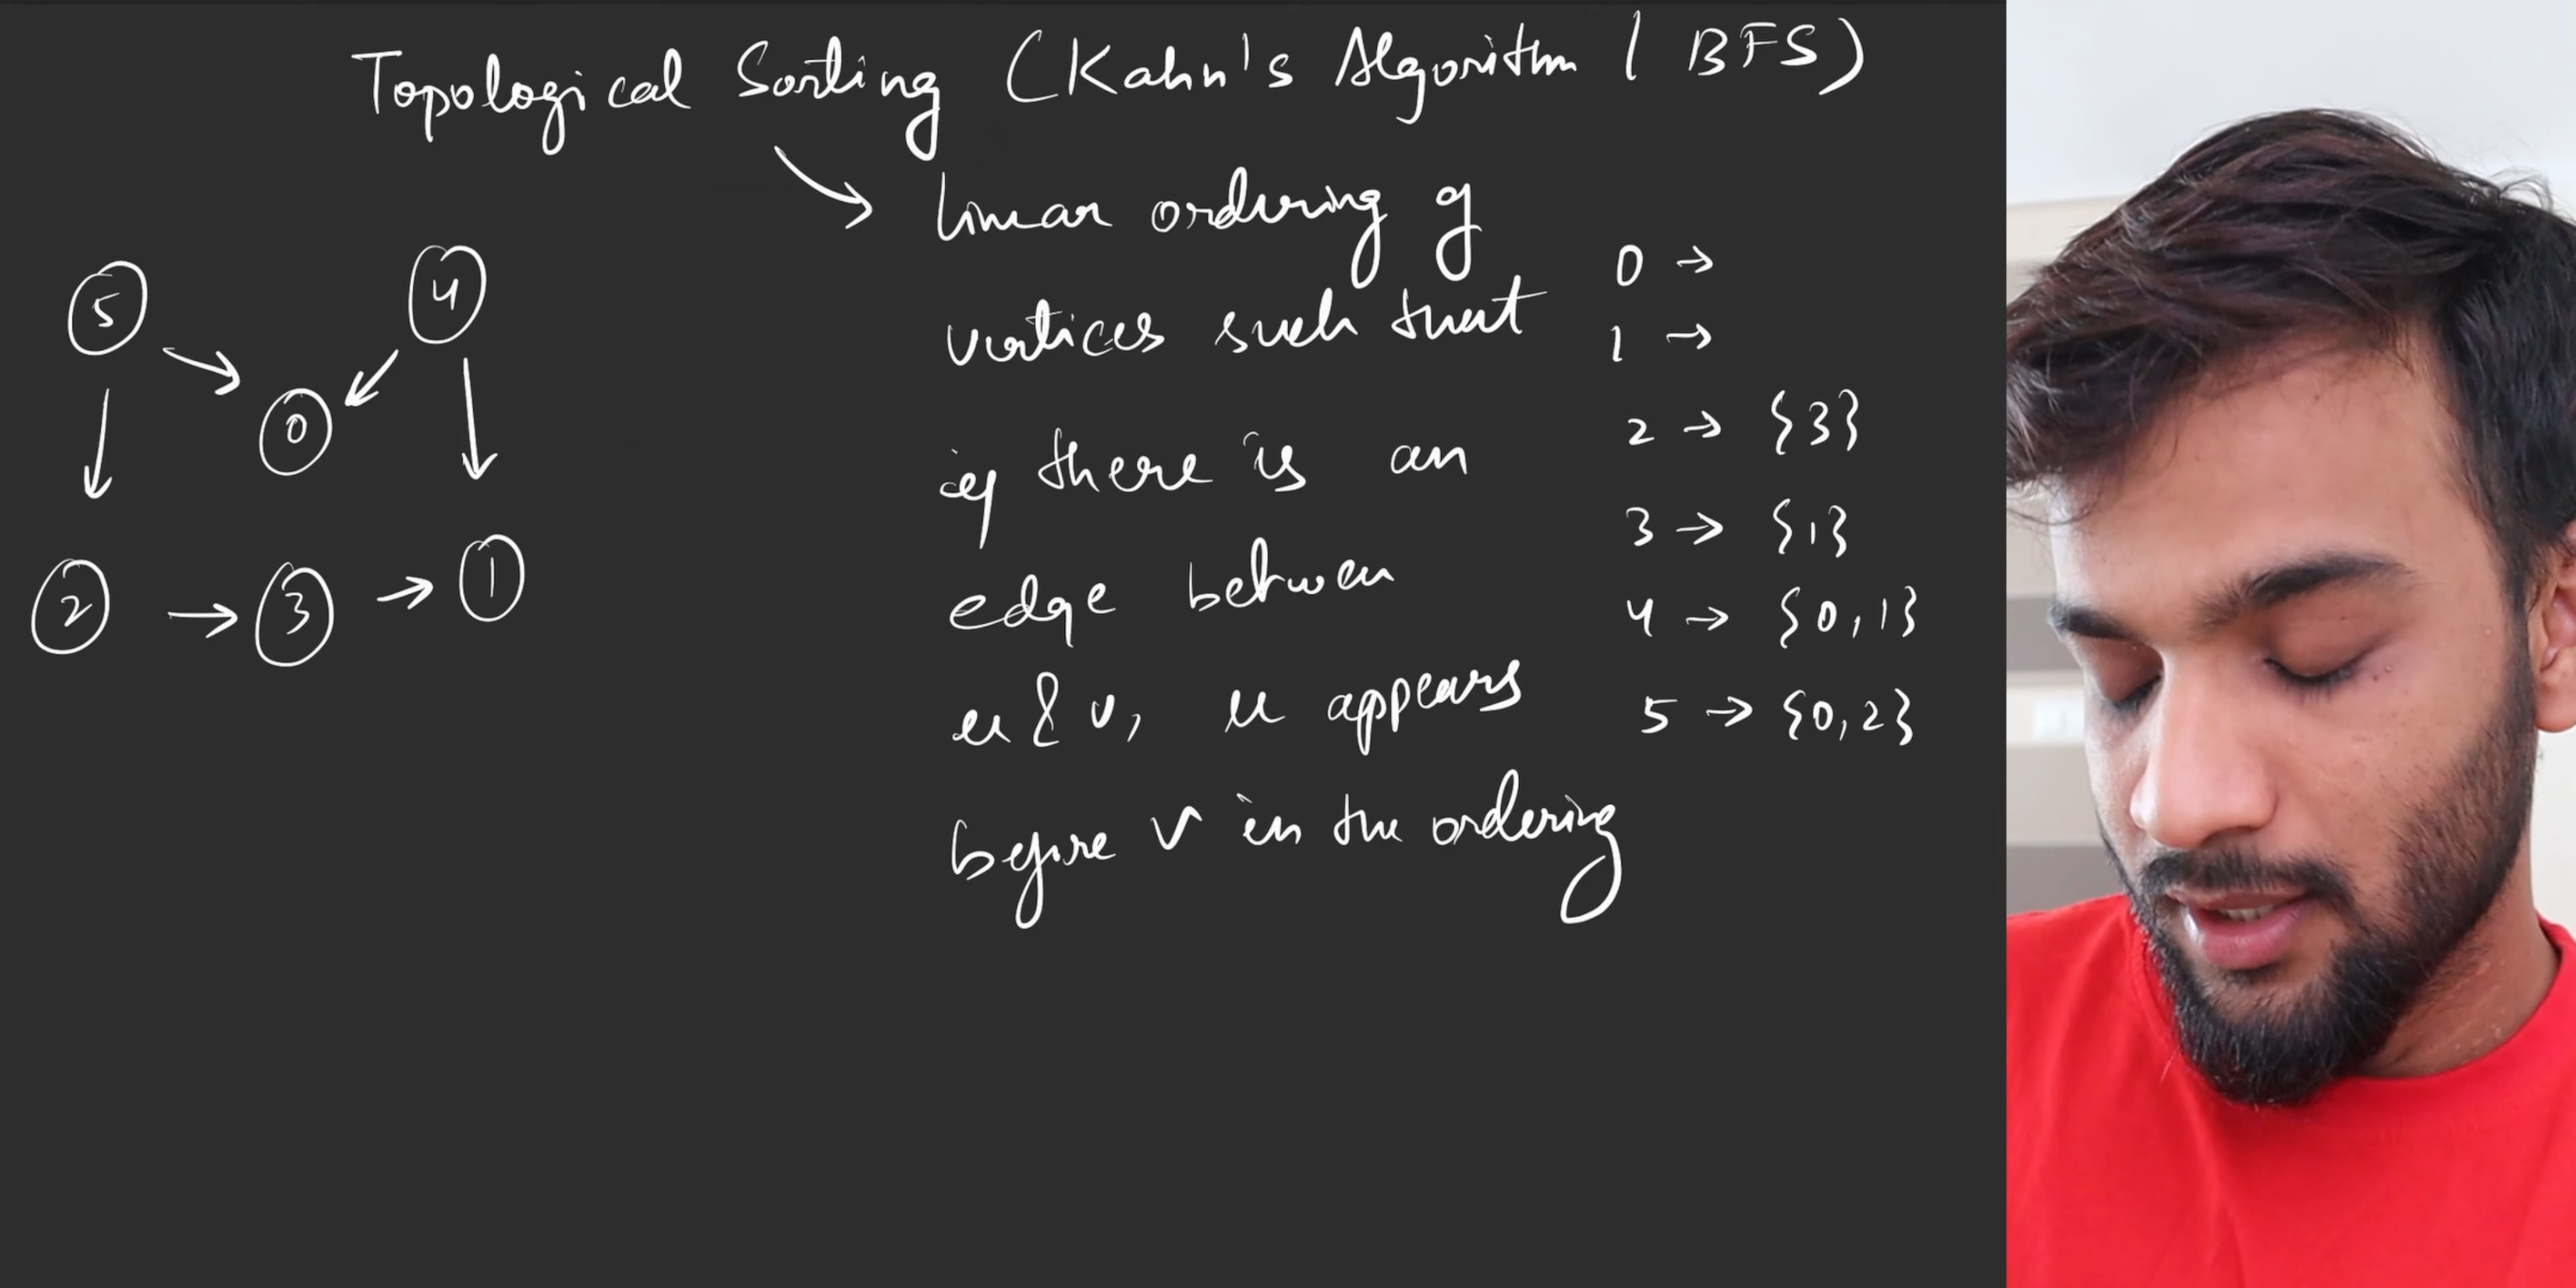 Topological Sorting (Kahn's Algorithm | BFS)
→ linear ordering of
vertices such that
if there is an
edge between
u & v, u appears
before v in the ordering
5
4
0
2 → 3 → 1
0 →
1 →
2 → {3}
3 → {1}
4 → {0, 1}
5 → {0, 2}